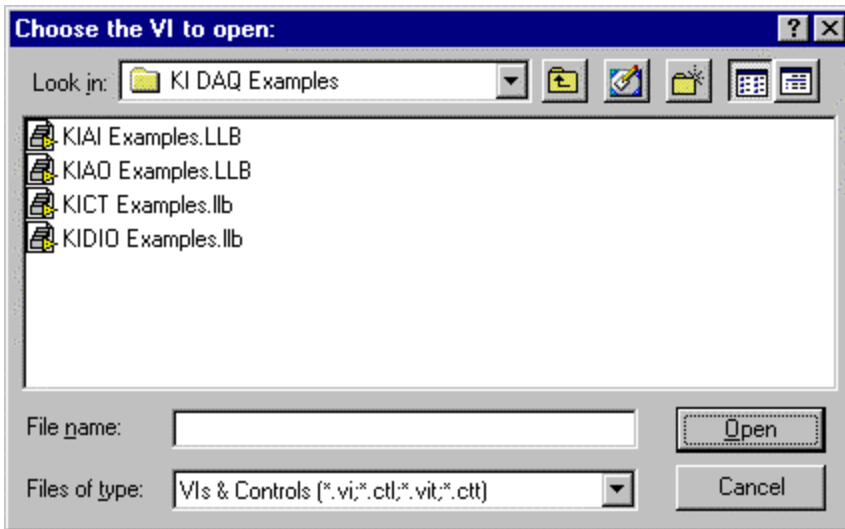 Choose the VI to open:
Look in: KI DAQ Examples
KIAI Examples.LLB
KIAO Examples.LLB
KICT Examples.llb
KIDIO Examples.llb
File name: Open
Files of type: VIs & Controls (*.vi;*.ctl;*.vit;*.ctt) Cancel